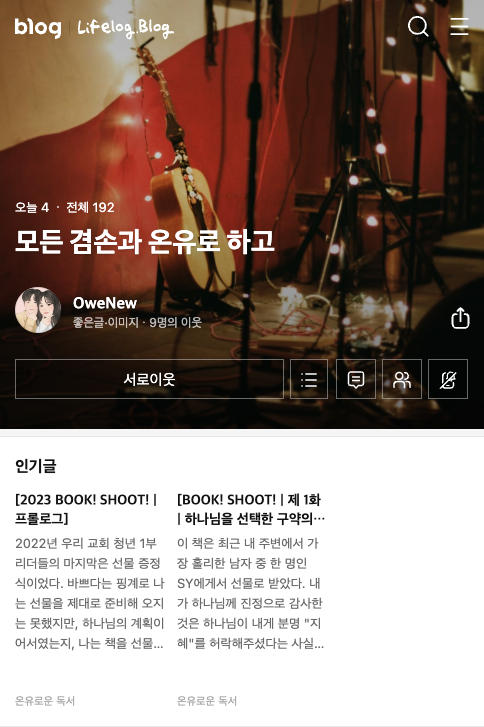 blog Lifelog.Blog
오늘 4 · 전체 192
모든 겸손과 온유로 하고
OweNew
좋은글·이미지 · 9명의 이웃
서로이웃
인기글
[2023 BOOK! SHOOT! |
프롤로그]
2022년 우리 교회 청년 1부
리더들의 마지막은 선물 증정
식이었다. 바쁘다는 핑계로 나
는 선물을 제대로 준비해 오지
는 못했지만, 하나님의 계획이
어서였는지, 나는 책을 선물...
온유로운 독서
[BOOK! SHOOT! | 제 1화
| 하나님을 선택한 구약의...
이 책은 최근 내 주변에서 가
장 홀리한 남자 중 한 명인
SY에게서 선물로 받았다. 내
가 하나님께 진정으로 감사한
것은 하나님이 내게 분명 "지
혜"를 허락해주셨다는 사실...
온유로운 독서